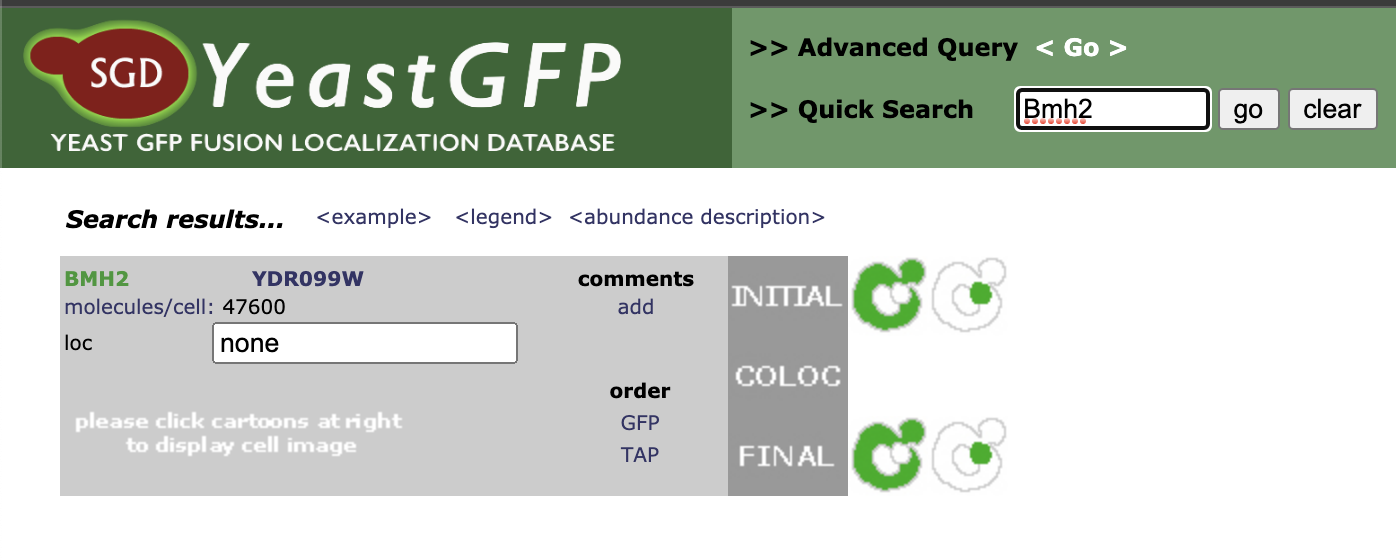 SGD YeastGFP
YEAST GFP FUSION LOCALIZATION DATABASE
>> Advanced Query < Go >
>> Quick Search Bmh2 go clear
Search results... <example> <legend> <abundance description>
BMH2 YDR099W comments
molecules/cell: 47600 add
loc none
order
please click cartoons at right
to display cell image
GFP
TAP
INITIAL
COLOC
FINAL